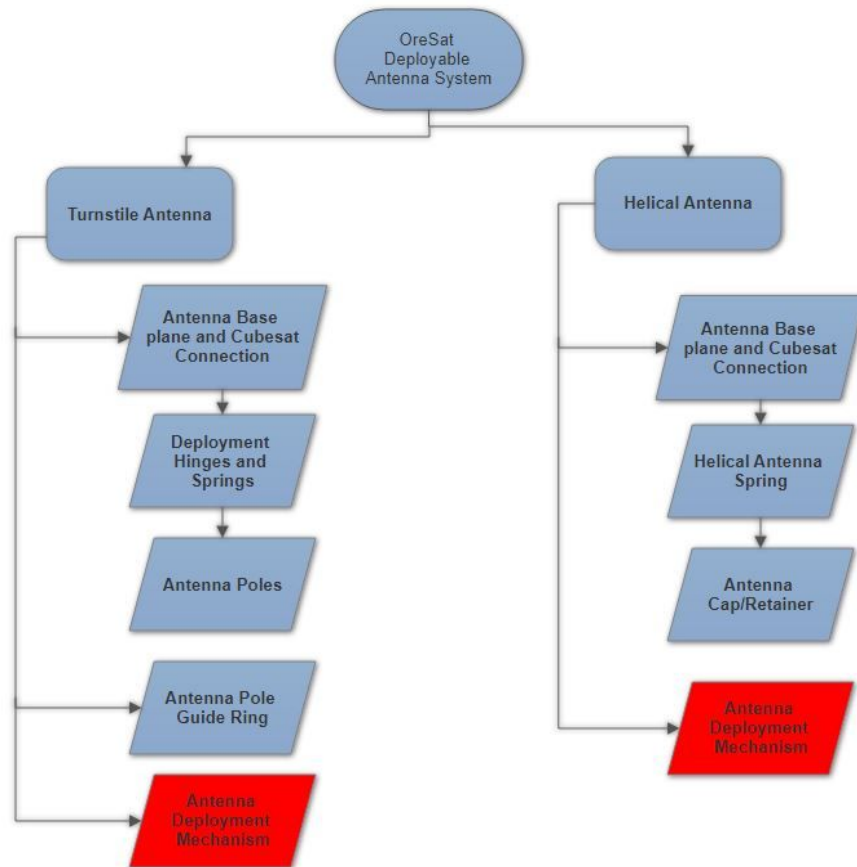 OreSat
Deployable
Antenna System
Turnstile Antenna
Helical Antenna
Antenna Base
plane and Cubesat
Connection
Antenna Base
plane and Cubesat
Connection
Deployment
Hinges and
Springs
Helical Antenna
Spring
Antenna Poles
Antenna
Cap/Retainer
Antenna Pole
Guide Ring
Antenna
Deployment
Mechanism
Antenna
Deployment
Mechanism